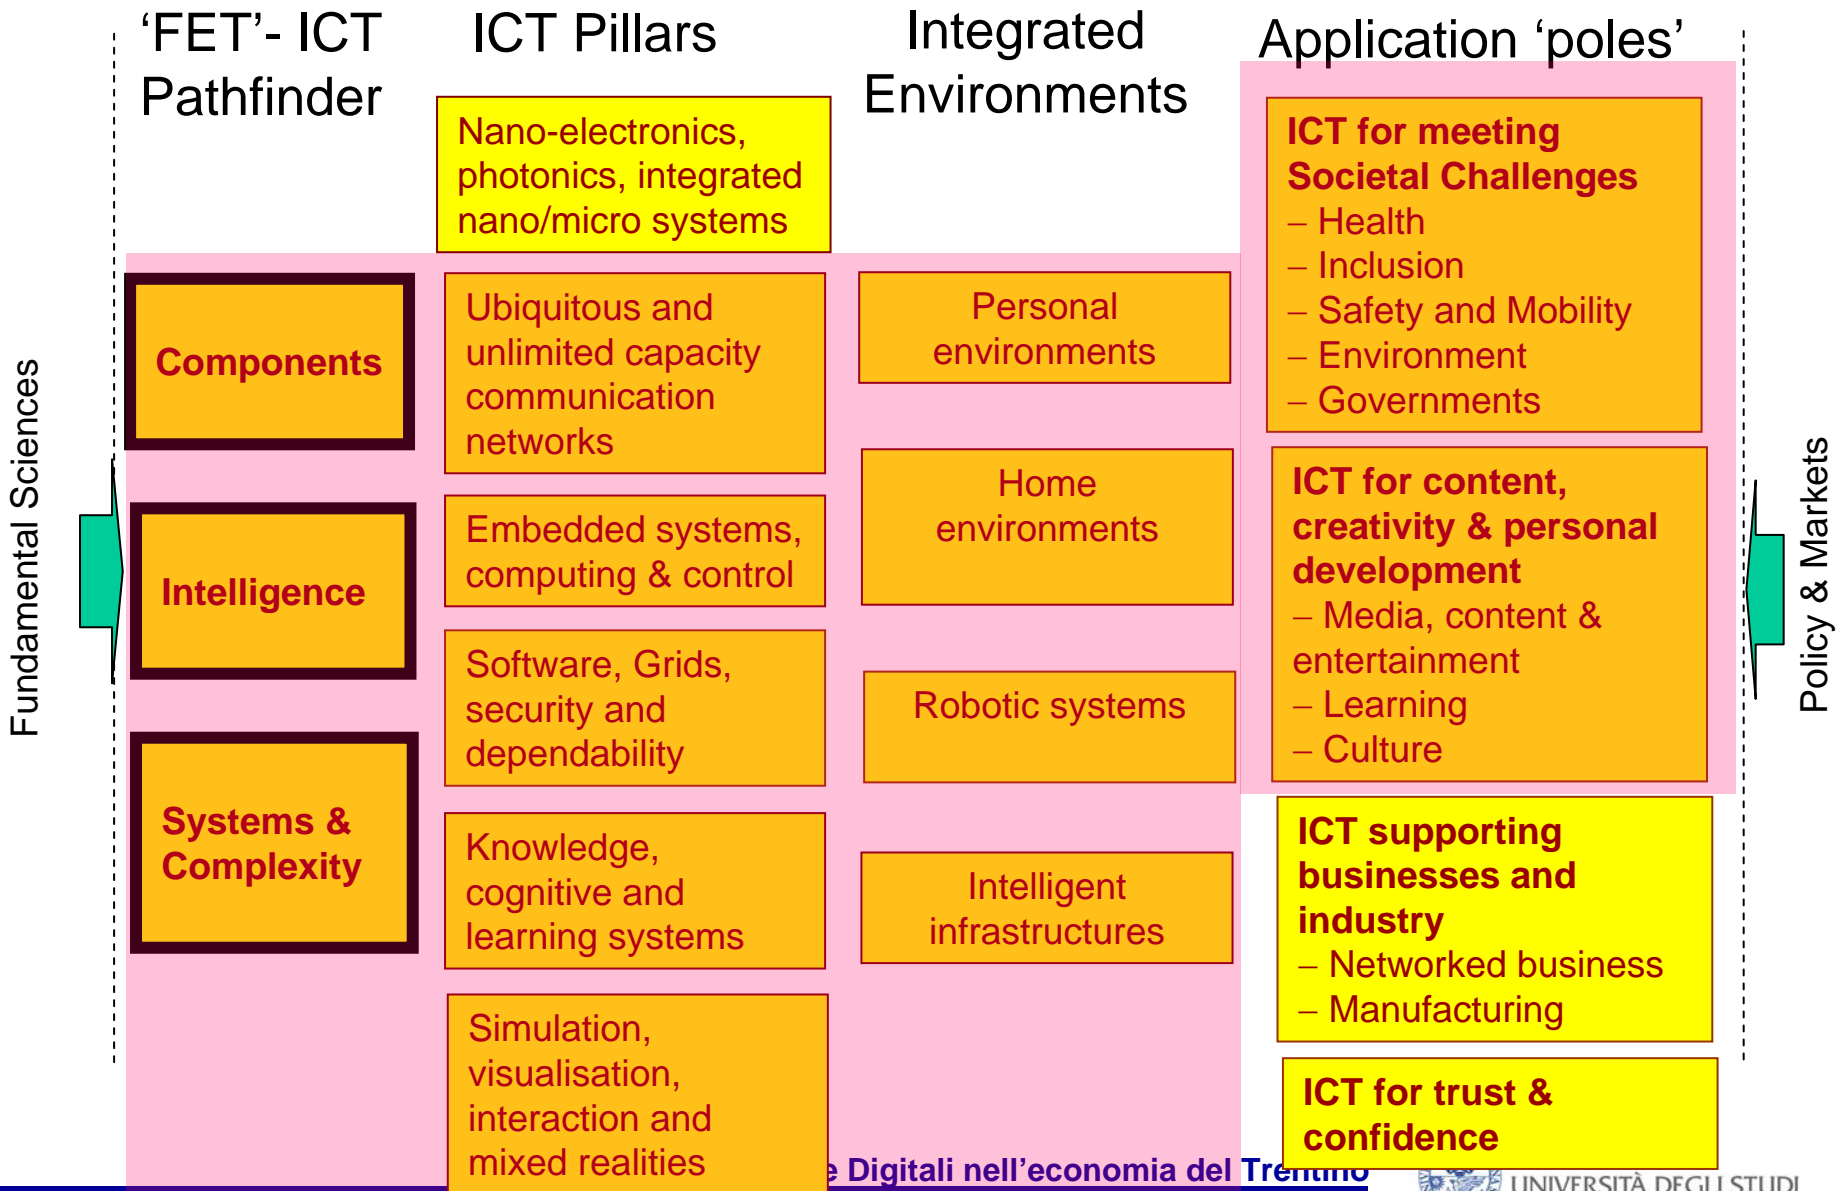 ‘FET’- ICT
Pathfinder
ICT Pillars
Integrated
Environments
Application ‘poles’
Fundamental Sciences
Components
Intelligence
Systems &
Complexity
Nano-electronics,
photonics, integrated
nano/micro systems
Ubiquitous and
unlimited capacity
communication
networks
Embedded systems,
computing & control
Software, Grids,
security and
dependability
Knowledge,
cognitive and
learning systems
Simulation,
visualisation,
interaction and
mixed realities
Personal
environments
Home
environments
Robotic systems
Intelligent
infrastructures
ICT for meeting
Societal Challenges
– Health
– Inclusion
– Safety and Mobility
– Environment
– Governments
ICT for content,
creativity & personal
development
– Media, content &
entertainment
– Learning
– Culture
ICT supporting
businesses and
industry
– Networked business
– Manufacturing
ICT for trust &
confidence
Policy & Markets
e Digitali nell’economia del Trentino
UNIVERSITÀ DEGLI STUDI